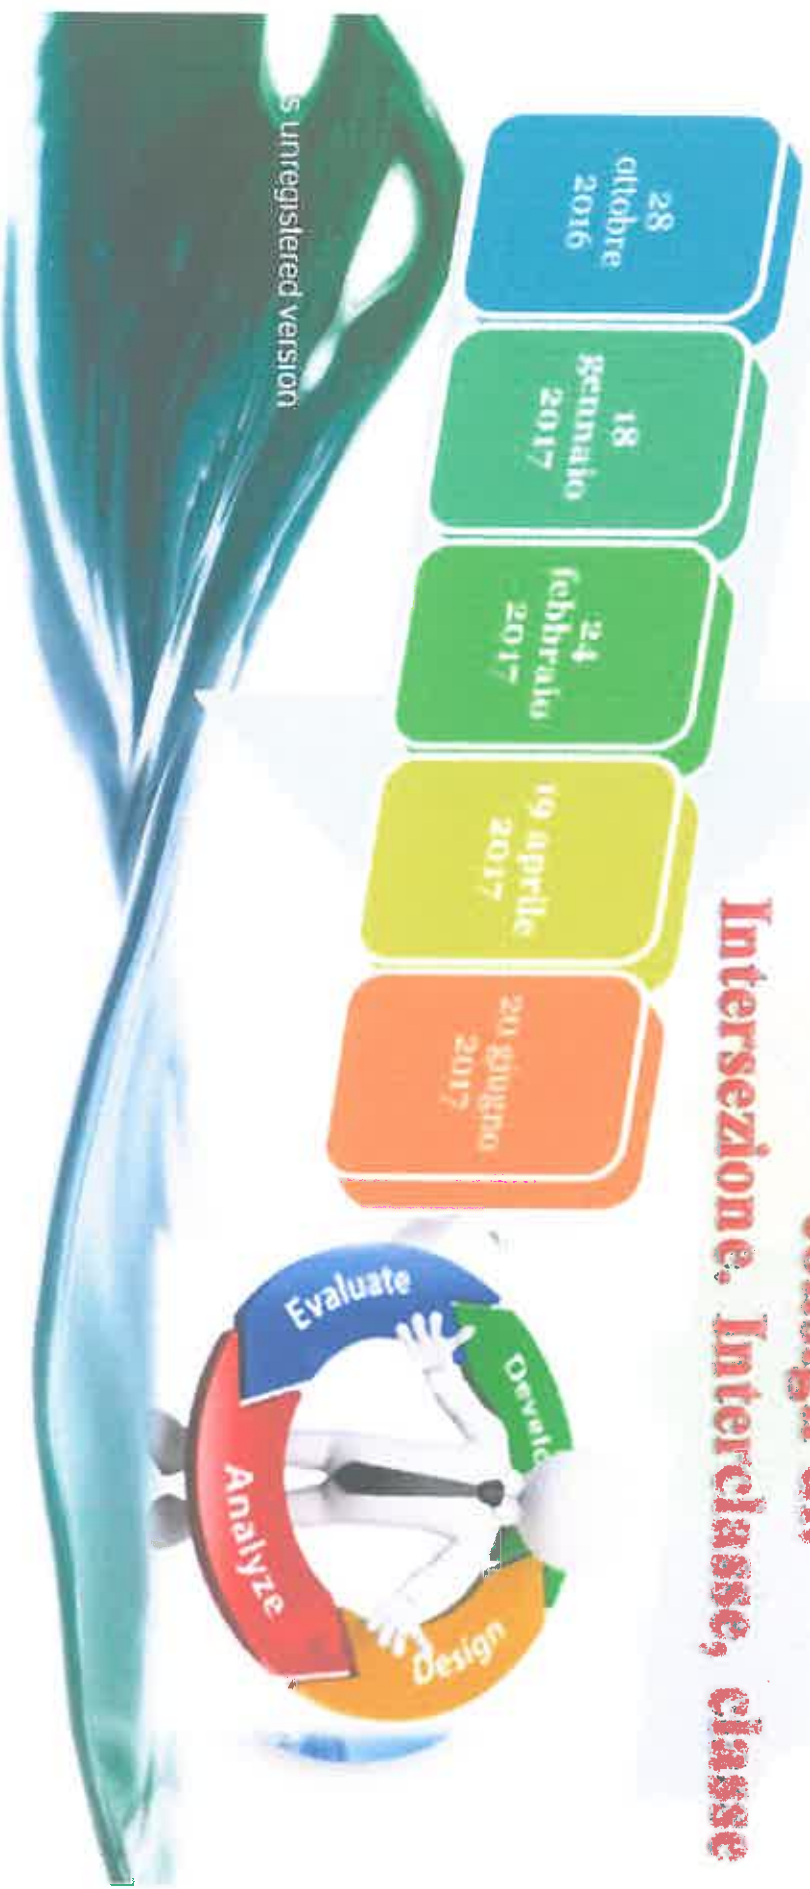 Intersezione. Interclasse, classe
28
ottobre
2016
18
gennaio
2017
24
febbraio
2017
19 aprile
2017
20 giugno
2017
Evaluate
Develo
Design
Analyze
s unregistered version